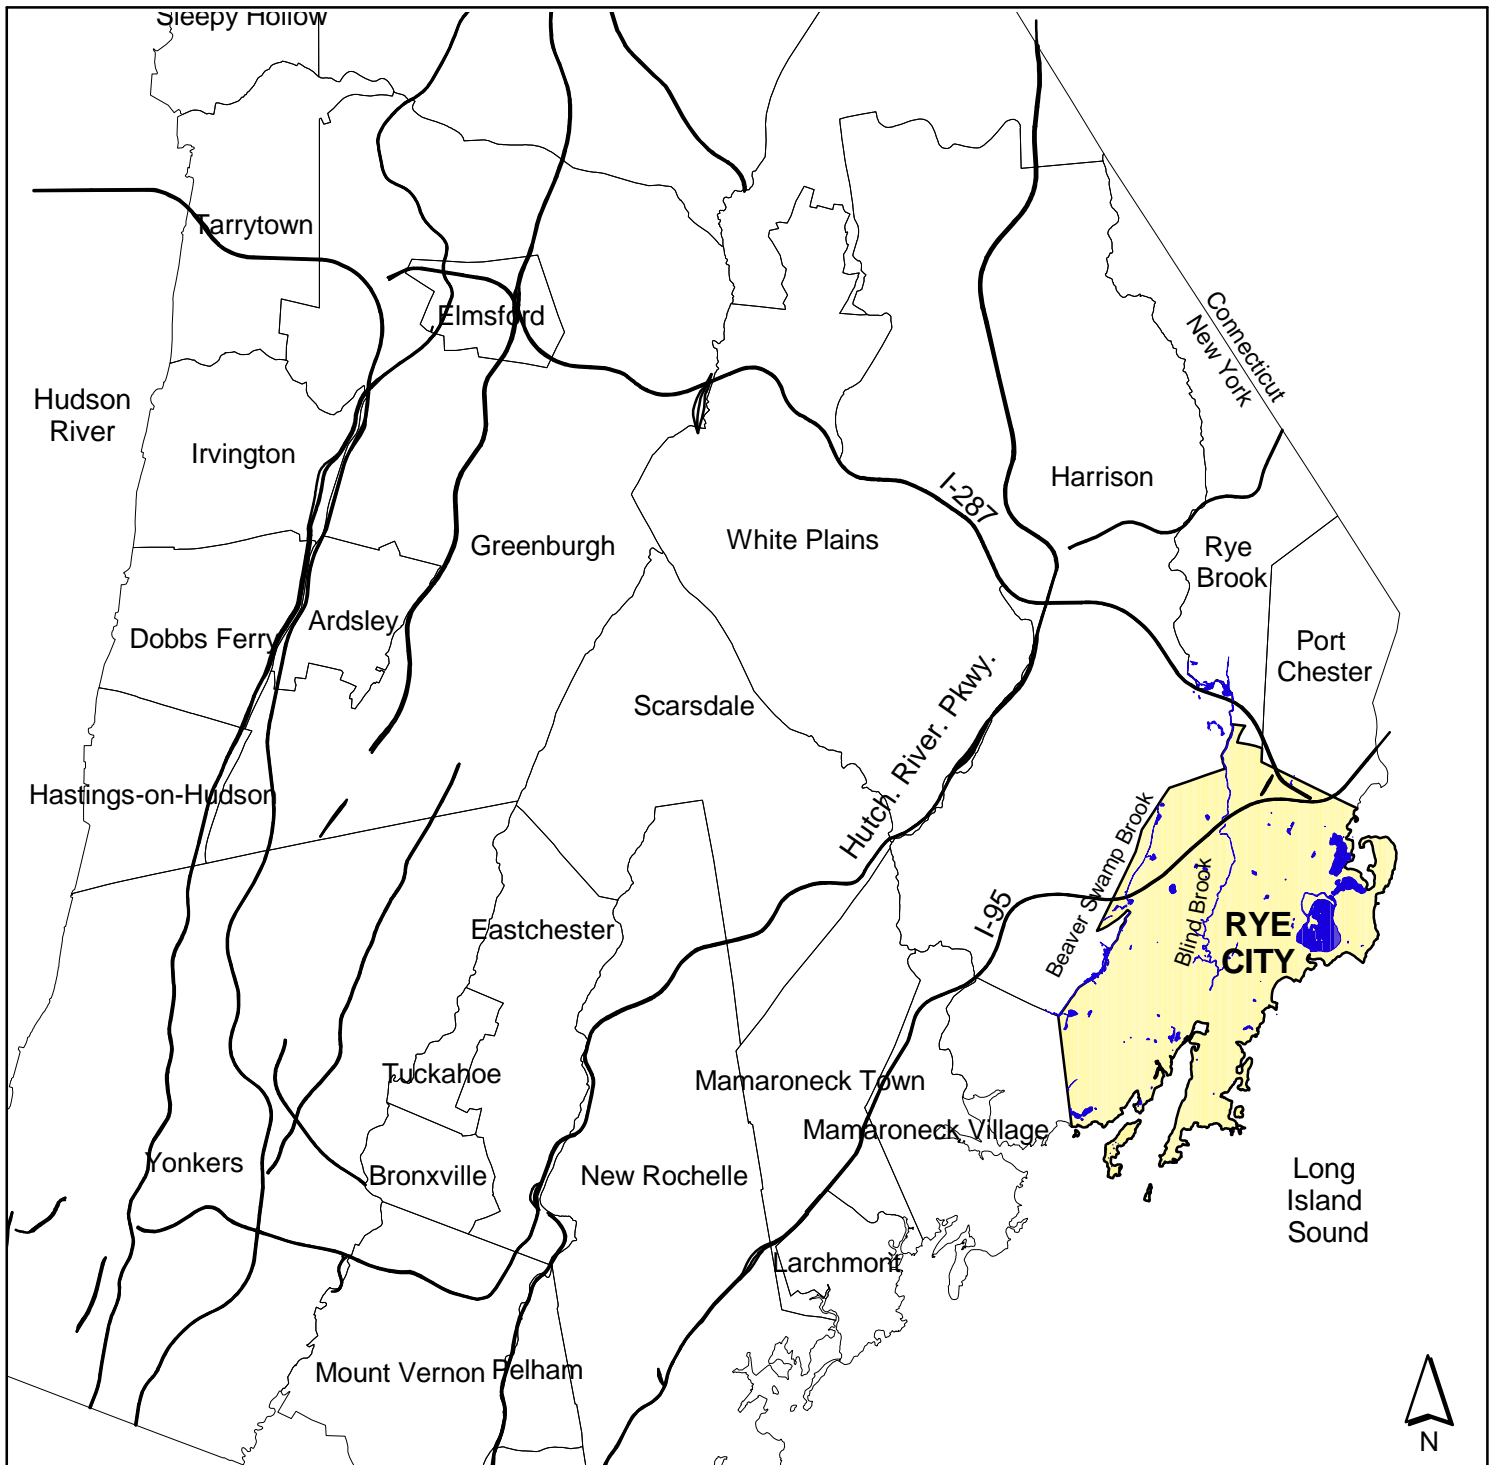 Sleepy Hollow
Tarrytown
Elmsford
Connecticut
New York
Hudson
River
Irvington
I-287
Harrison
Greenburgh
White Plains
Rye
Brook
Ardsley
Dobbs Ferry
Port
Chester
Scarsdale
Hutch. River. Pkwy.
Hastings-on-Hudson
Beaver Swamp Brook
Blind Brook
I-95
RYE
CITY
Eastchester
Tuckahoe
Mamaroneck Town
Mamaroneck Village
Yonkers
Bronxville
New Rochelle
Long
Island
Sound
Larchmont
Mount Vernon
Pelham
N